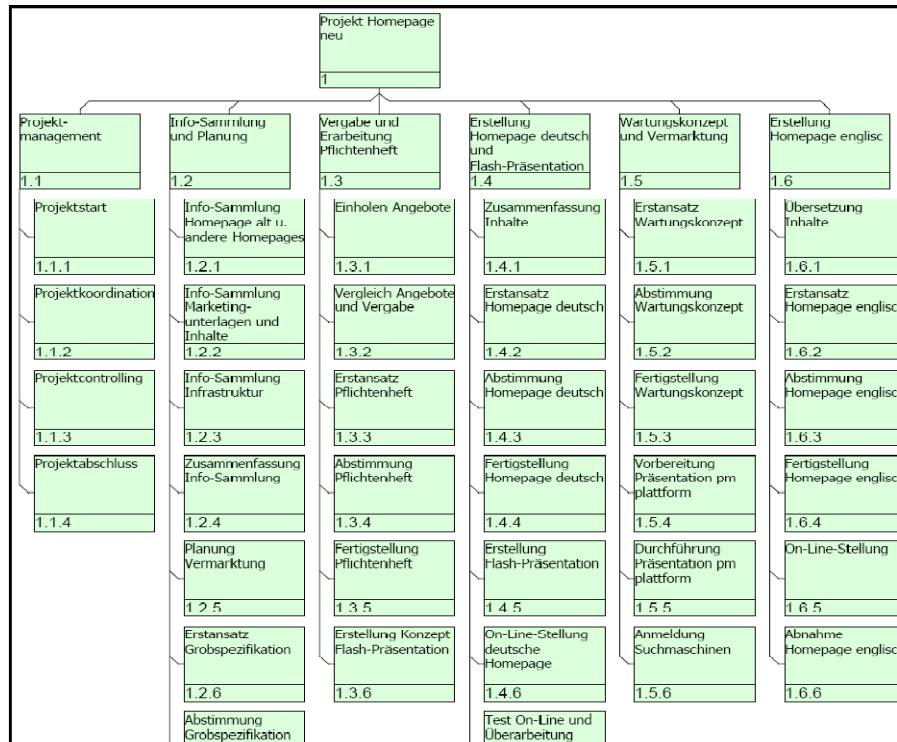 Projekt Homepage
neu
1
Projekt-
management
1.1
Info-Sammlung
und Planung
1.2
Vergabe und
Erarbeitung
Pflichtenheft
1.3
Erstellung
Homepage deutsch
und
Flash-Präsentation
1.4
Wartungskonzept
und Vermarktung
1.5
Erstellung
Homepage englisc
1.6
Projektstart
1.1.1
Projektkoordination
1.1.2
Projektcontrolling
1.1.3
Projektabschluss
1.1.4
Info-Sammlung
Homepage alt u.
andere Homepages
1.2.1
Info-Sammlung
Marketing-
unterlagen und
Inhalte
1.2.2
Info-Sammlung
Infrastruktur
1.2.3
Zusammenfassung
Info-Sammlung
1.2.4
Planung
Vermarktung
1.2.5
Erstansatz
Grobspezifikation
1.2.6
Abstimmung
Grobspezifikation
Einholen Angebote
1.3.1
Vergleich Angebote
und Vergabe
1.3.2
Erstansatz
Pflichtenheft
1.3.3
Abstimmung
Pflichtenheft
1.3.4
Fertigstellung
Pflichtenheft
1.3.5
Erstellung Konzept
Flash-Präsentation
1.3.6
Zusammenfassung
Inhalte
1.4.1
Erstansatz
Homepage deutsch
1.4.2
Abstimmung
Homepage deutsch
1.4.3
Fertigstellung
Homepage deutsch
1.4.4
Erstellung
Flash-Präsentation
1.4.5
On-Line-Stellung
deutsche
Homepage
1.4.6
Test On-Line und
Überarbeitung
Erstansatz
Wartungskonzept
1.5.1
Abstimmung
Wartungskonzept
1.5.2
Fertigstellung
Wartungskonzept
1.5.3
Vorbereitung
Präsentation pm
plattform
1.5.4
Durchführung
Präsentation pm
plattform
1.5.5
Anmeldung
Suchmaschinen
1.5.6
Übersetzung
Inhalte
1.6.1
Erstansatz
Homepage englisc
1.6.2
Abstimmung
Homepage englisc
1.6.3
Fertigstellung
Homepage englisc
1.6.4
On-Line-Stellung
1.6.5
Abnahme
Homepage englisc
1.6.6